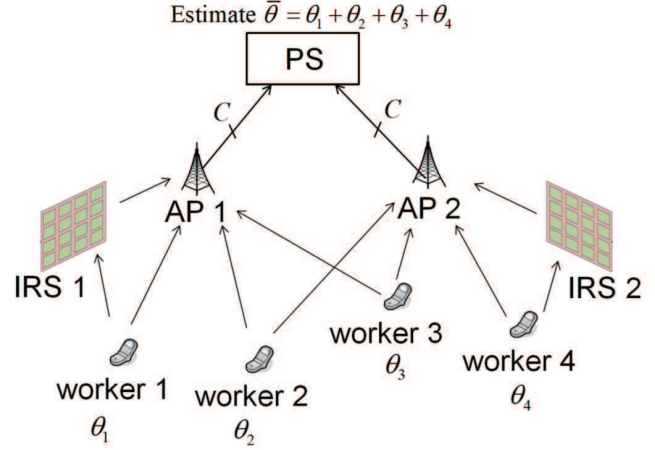 Estimate θ̄ = θ₁ + θ₂ + θ₃ + θ₄
PS
C C
AP 1 AP 2
IRS 1 IRS 2
worker 3
θ₃
worker 1 worker 2 worker 4
θ₁ θ₂ θ₄